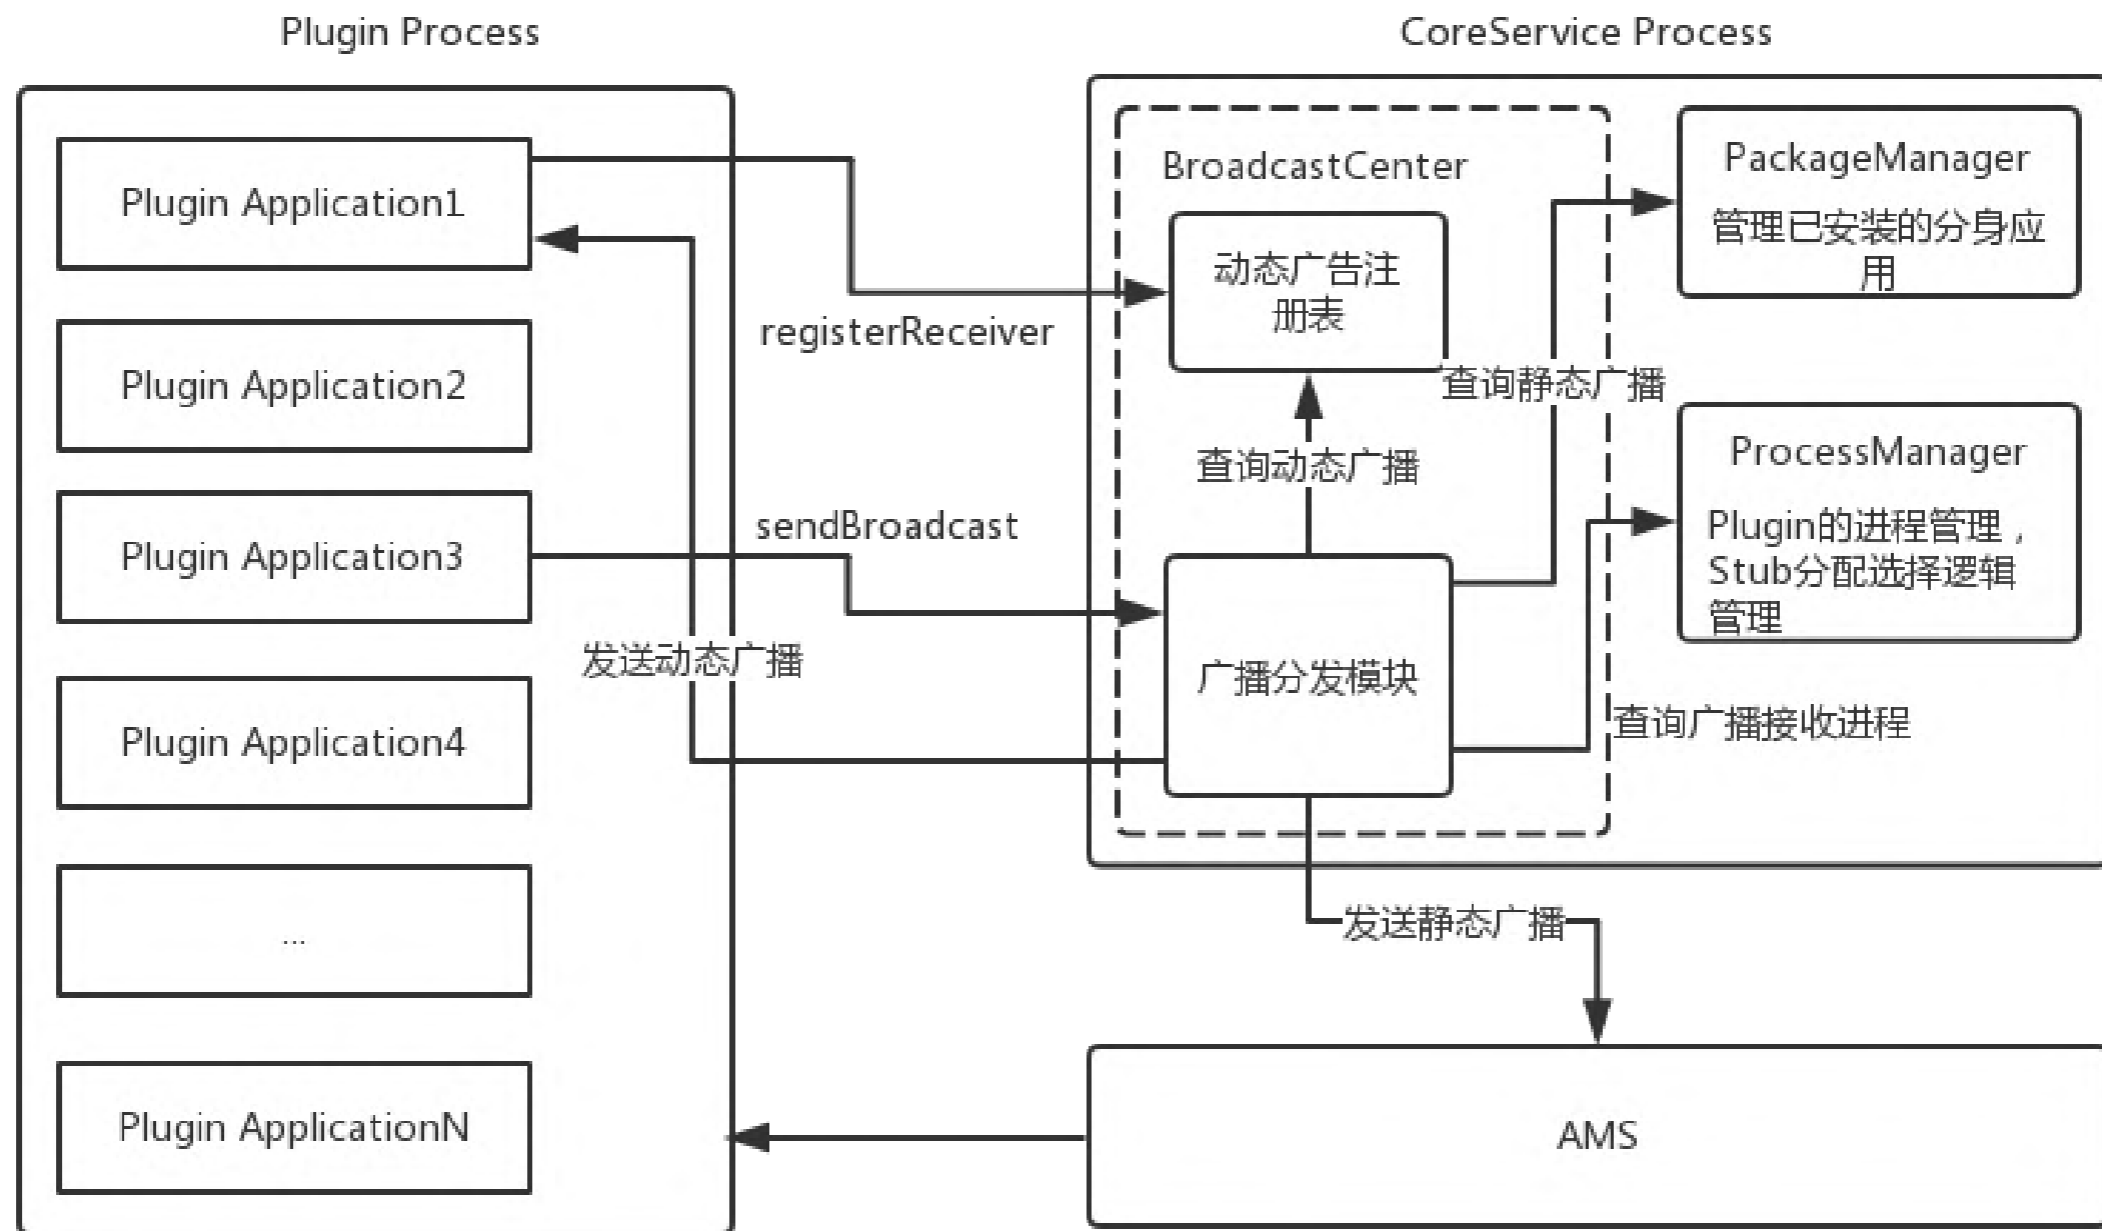 Plugin Process
CoreService Process
Plugin Application1
Plugin Application2
Plugin Application3
Plugin Application4
...
Plugin ApplicationN
registerReceiver
sendBroadcast
发送动态广播
BroadcastCenter
动态广告注
册表
查询动态广播
广播分发模块
查询静态广播
PackageManager
管理已安装的分身应
用
ProcessManager
Plugin的进程管理，
Stub分配选择逻辑
管理
查询广播接收进程
发送静态广播
AMS